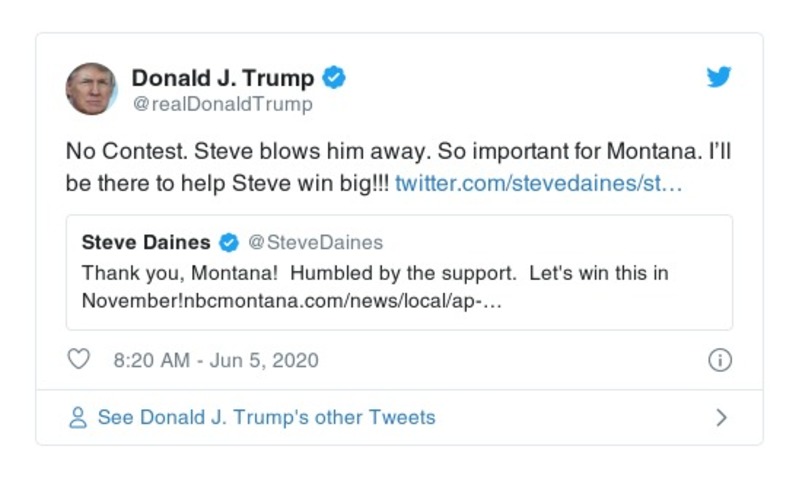 Donald J. Trump
@realDonaldTrump
No Contest. Steve blows him away. So important for Montana. I’ll
be there to help Steve win big!!! twitter.com/stevedaines/st…
Steve Daines @SteveDaines
Thank you, Montana!  Humbled by the support.  Let's win this in
November!nbcmontana.com/news/local/ap-…
8:20 AM - Jun 5, 2020
See Donald J. Trump's other Tweets